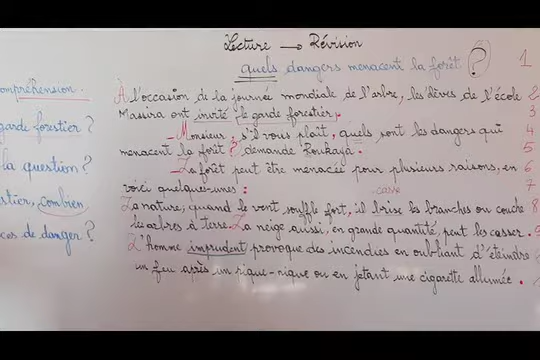 Lecture → Révision
Quels dangers menacent la forêt ? 1
ompréhension.
À l'occasion de la journée mondiale de l'arbre, les élèves de l'école 2
Massira ont invité le garde forestier. 3
garde forestier ?
_ Monsieur, s'il vous plaît, quels sont les dangers qui 4
menacent la forêt ? demande Roukaya. 5
la question ?
_ La forêt peut être menacée pour plusieurs raisons, en 6
voici quelques-unes : 7
casse
stier, combien
La nature, quand le vent souffle fort, il brise les branches ou couche 8
les arbres à terre. La neige aussi, en grande quantité, peut les casser. 9
ces de danger ?
L'homme imprudent provoque des incendies en oubliant d'éteindre
un feu après un pique-nique ou en jetant une cigarette allumée.